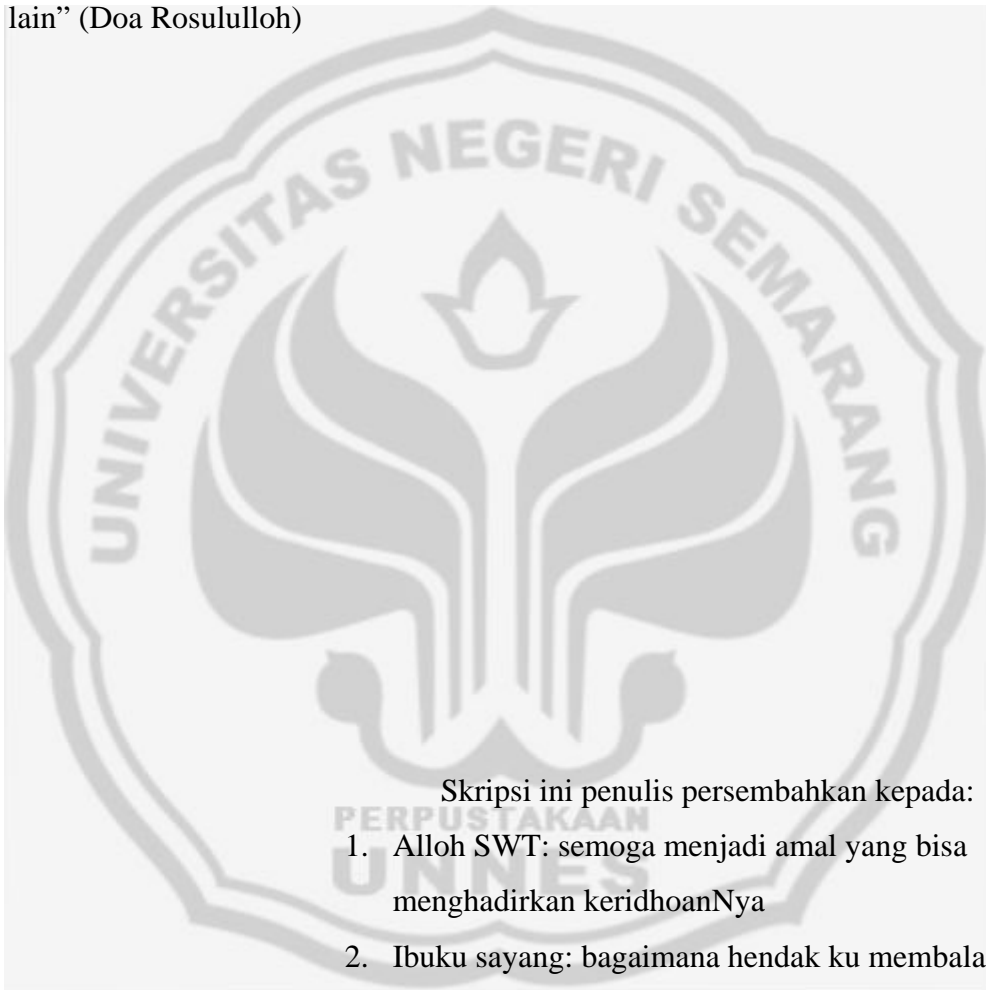 lain” (Doa Rosululloh)
UNIVERSITAS NEGERI SEMARANG
Skripsi ini penulis persembahkan kepada:
PERPUSTAKAAN
1. Alloh SWT: semoga menjadi amal yang bisa
UNNES
menghadirkan keridhoanNya
2. Ibuku sayang: bagaimana hendak ku membala